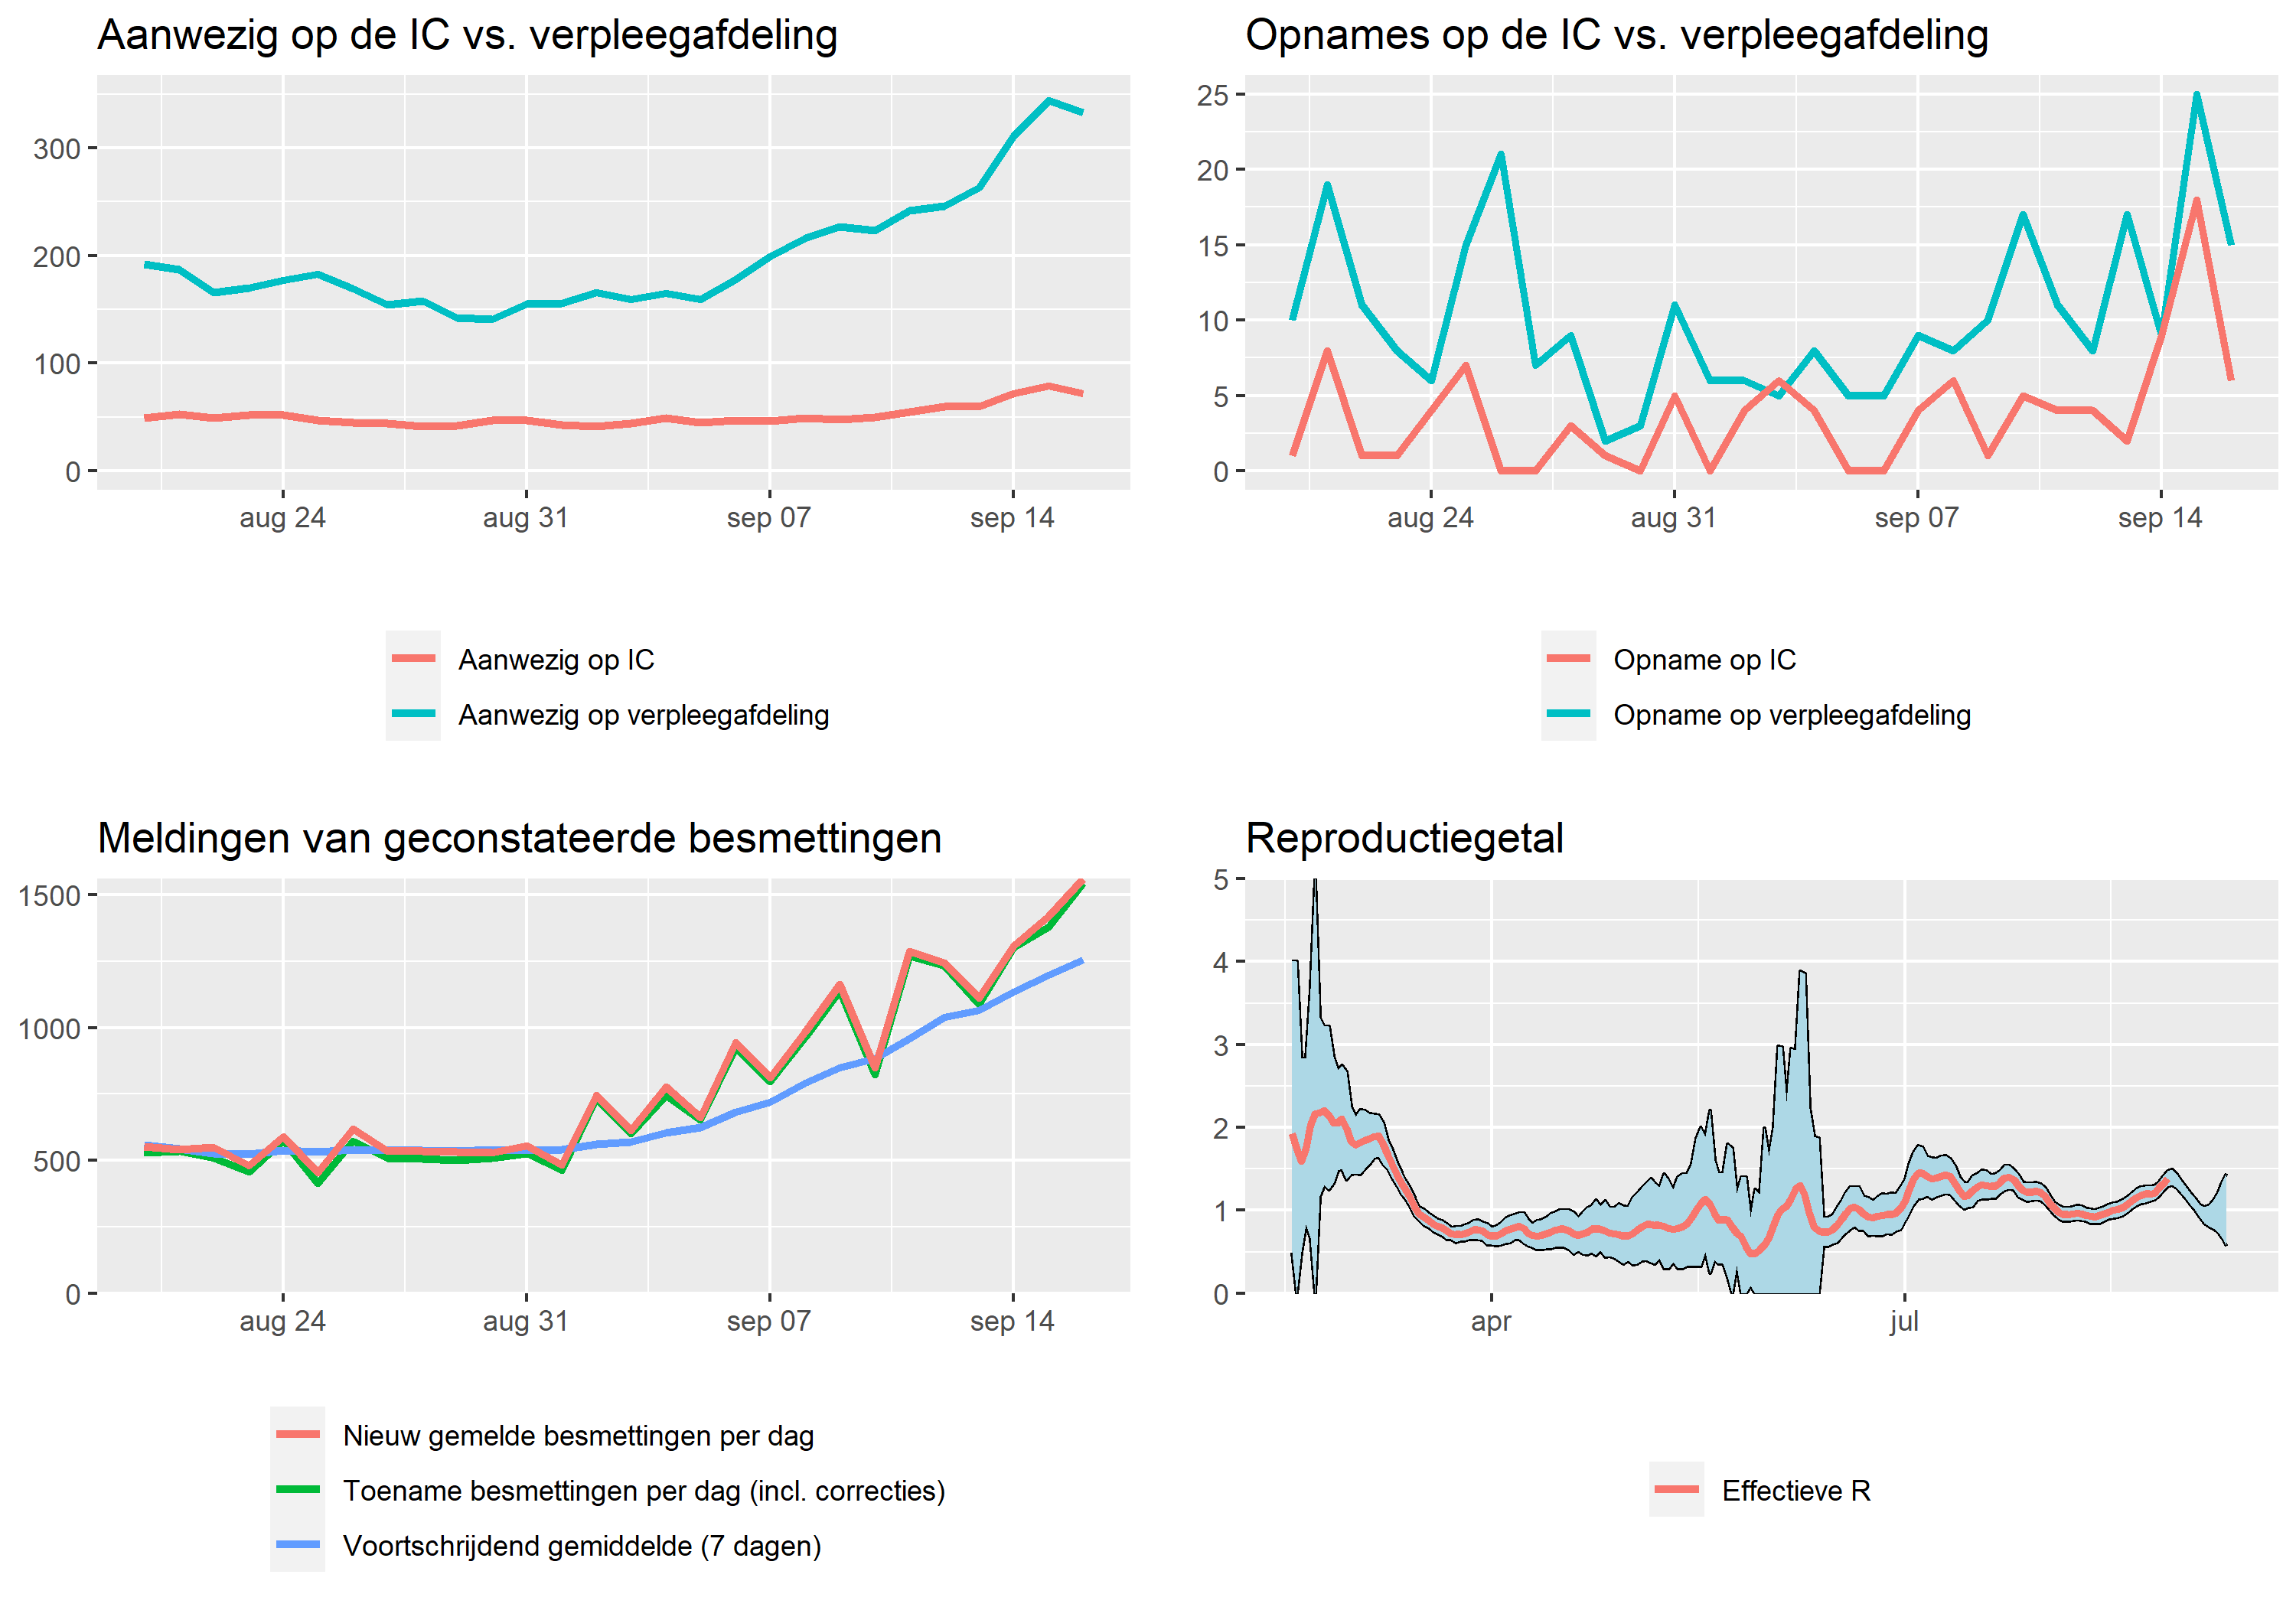 Aanwezig op de IC vs. verpleegafdeling
300
200
100
0
aug 24 aug 31 sep 07 sep 14
Aanwezig op IC
Aanwezig op verpleegafdeling
Opnames op de IC vs. verpleegafdeling
25
20
15
10
5
0
aug 24 aug 31 sep 07 sep 14
Opname op IC
Opname op verpleegafdeling
Meldingen van geconstateerde besmettingen
1500
1000
500
0
aug 24 aug 31 sep 07 sep 14
Nieuw gemelde besmettingen per dag
Toename besmettingen per dag (incl. correcties)
Voortschrijdend gemiddelde (7 dagen)
Reproductiegetal
5
4
3
2
1
0
apr jul
Effectieve R